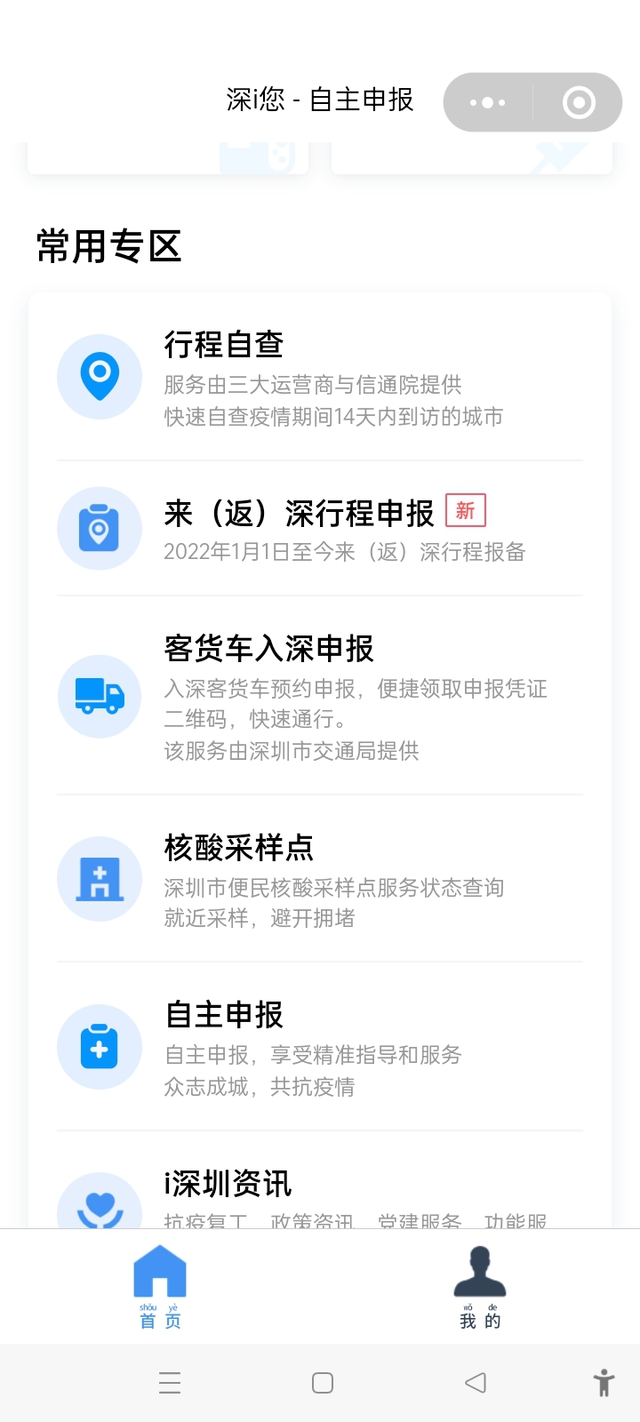 深i您 - 自主申报
常用专区
行程自查
服务由三大运营商与信通院提供
快速自查疫情期间14天内到访的城市
来（返）深行程申报 新
2022年1月1日至今来（返）深行程报备
客货车入深申报
入深客货车预约申报，便捷领取申报凭证
二维码，快速通行。
该服务由深圳市交通局提供
核酸采样点
深圳市便民核酸采样点服务状态查询
就近采样，避开拥堵
自主申报
自主申报，享受精准指导和服务
众志成城，共抗疫情
i深圳资讯
抗疫复工、政策资讯、党建服务、功能服
shǒu yè
首 页
wǒ de
我 的